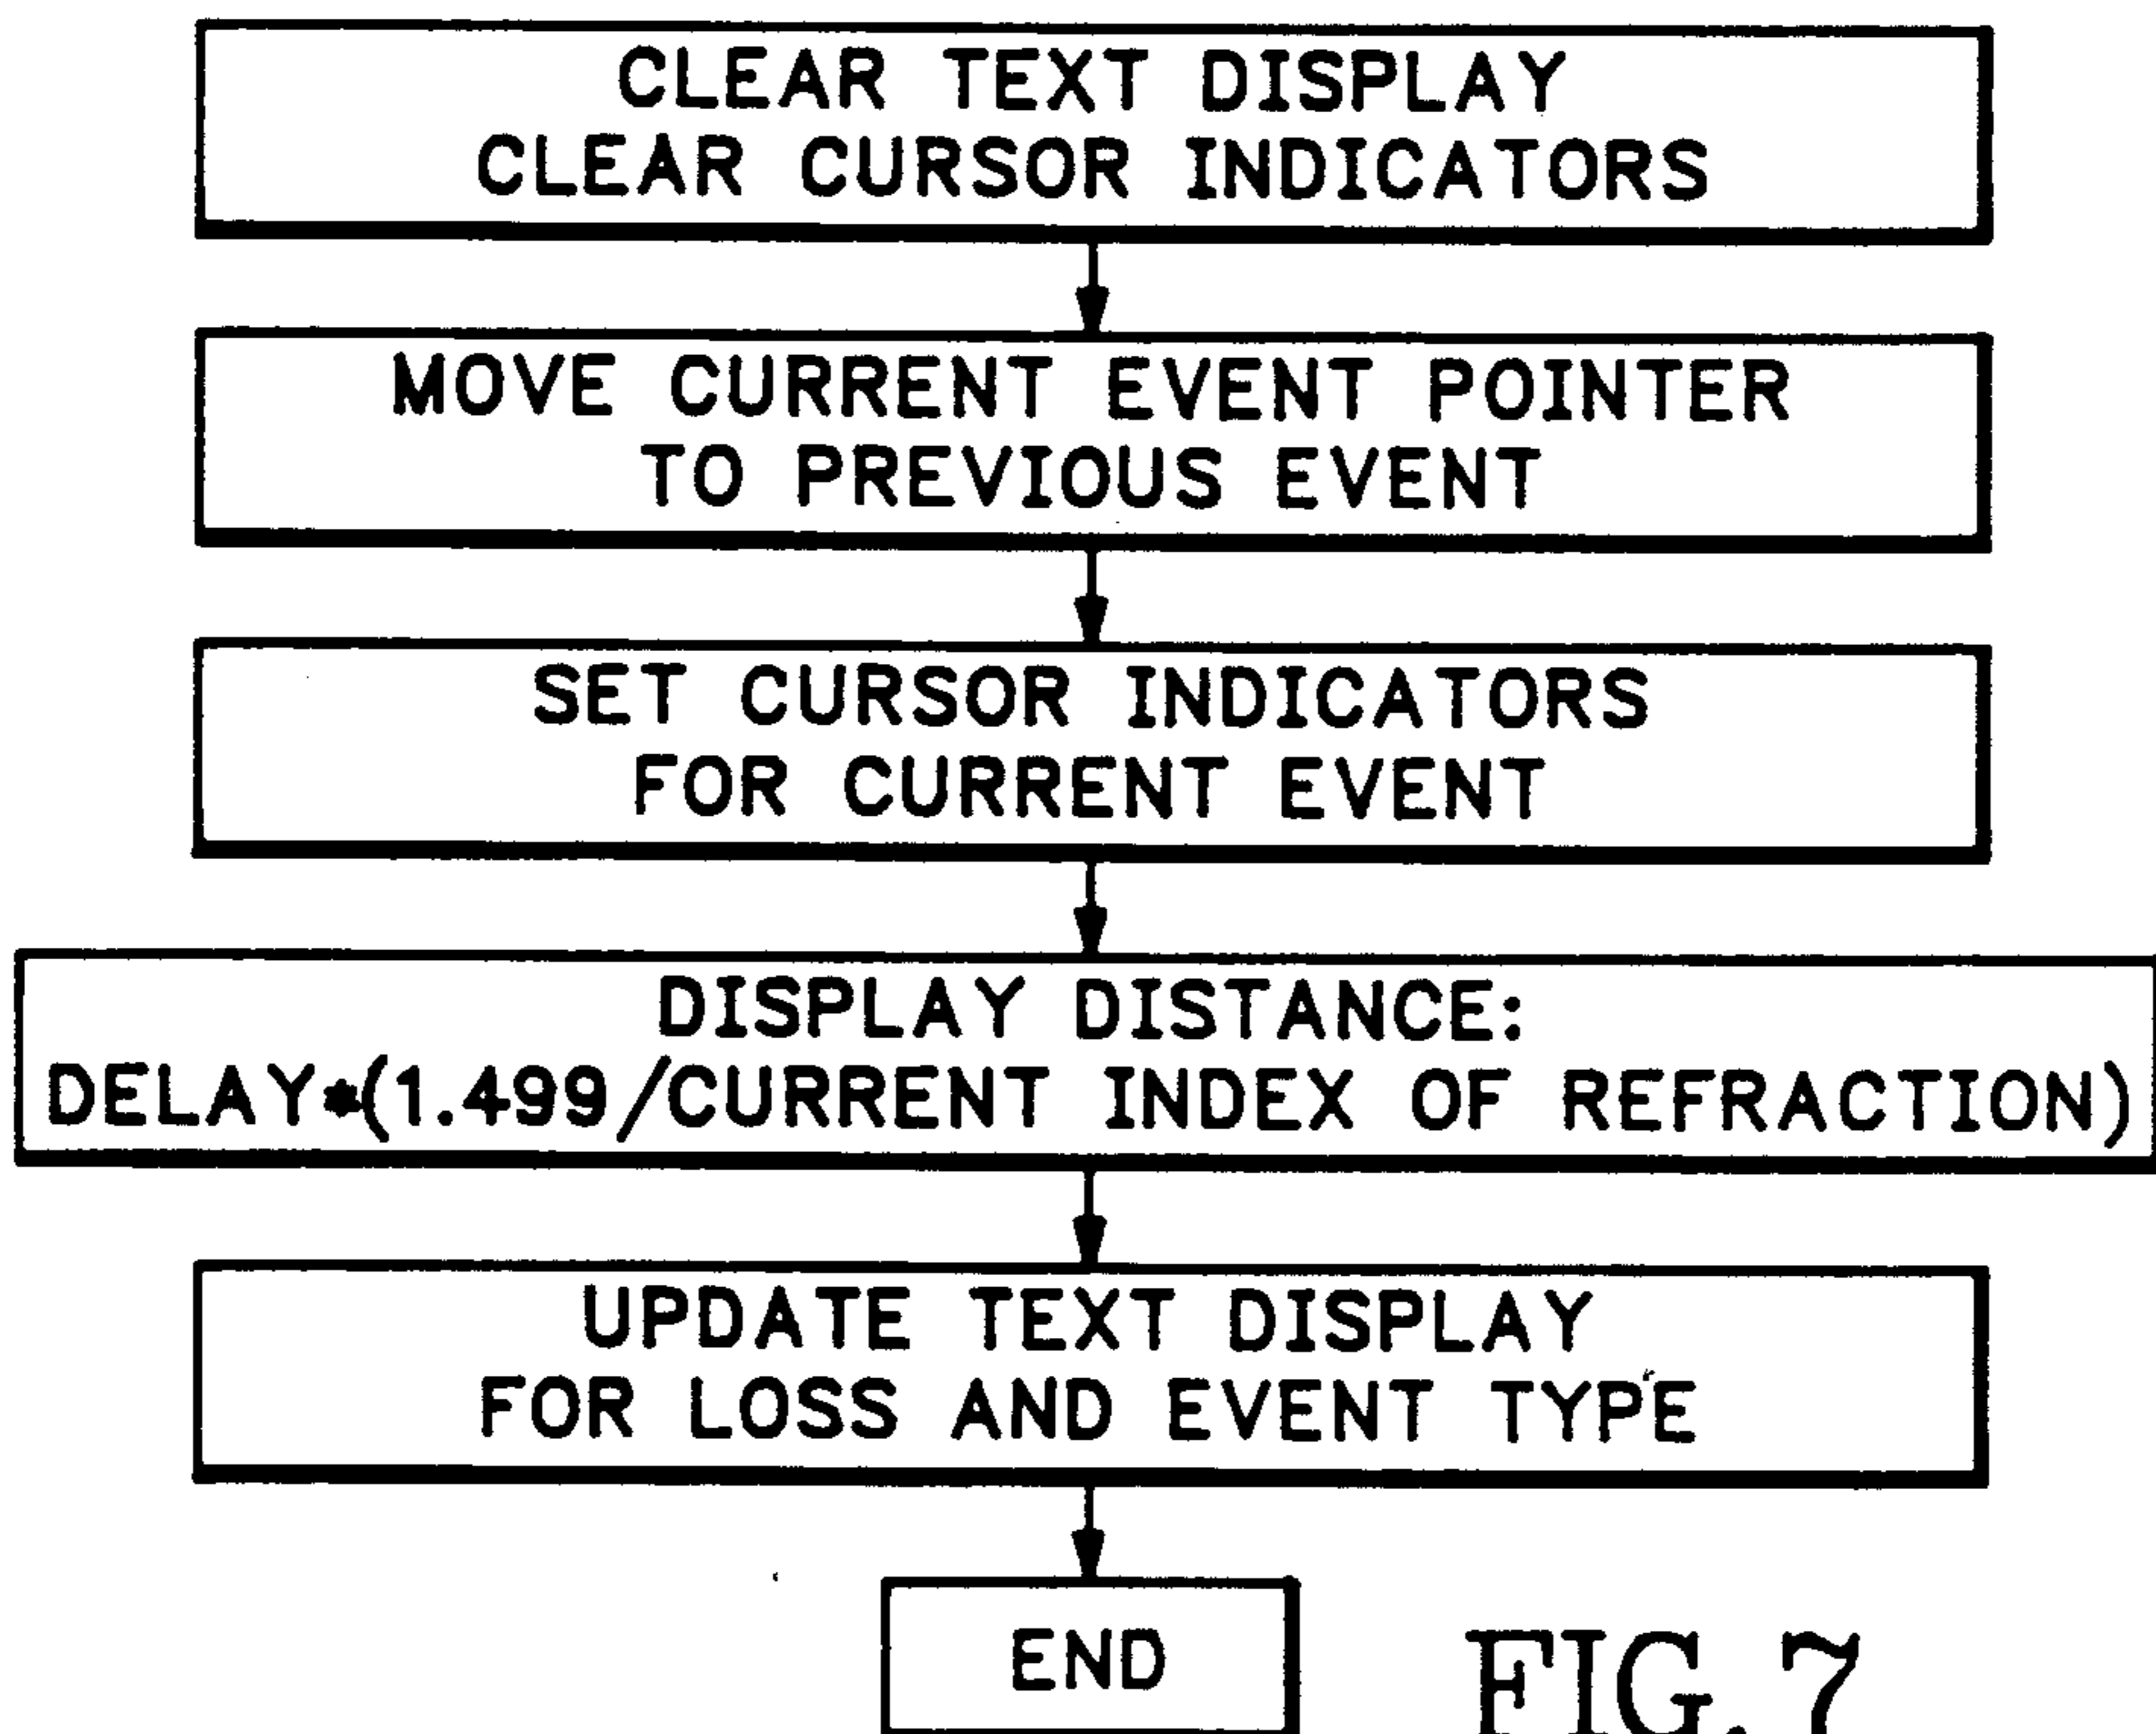 CLEAR TEXT DISPLAY
CLEAR CURSOR INDICATORS
MOVE CURRENT EVENT POINTER
TO PREVIOUS EVENT
SET CURSOR INDICATORS
FOR CURRENT EVENT
DISPLAY DISTANCE:
DELAY*(1.499/CURRENT INDEX OF REFRACTION)
UPDATE TEXT DISPLAY
FOR LOSS AND EVENT TYPE
END
FIG. 7